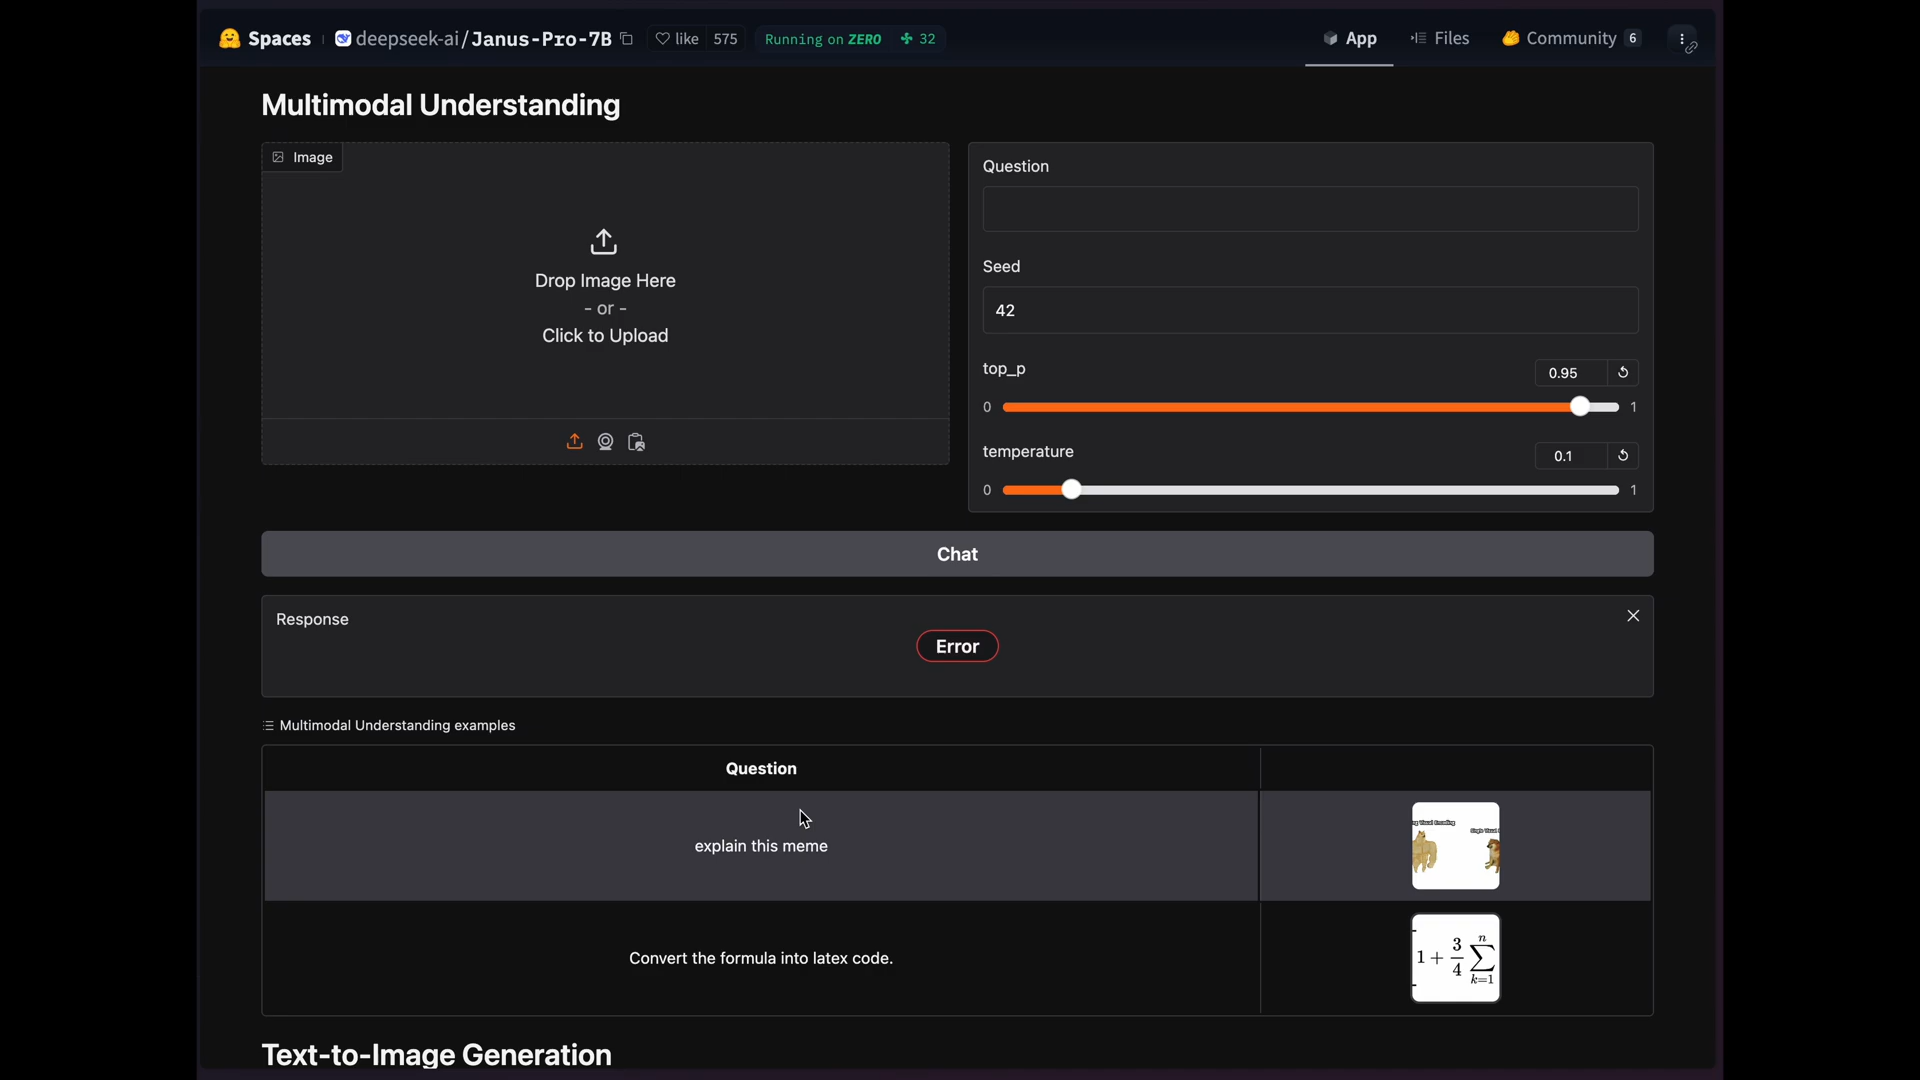 Spaces deepseek-ai/Janus-Pro-7B like 575 Running on ZERO 32 App Files Community 6
Multimodal Understanding
Image
Drop Image Here
- or -
Click to Upload
Question
Seed
42
top_p
0.95
0 1
temperature
0.1
0 1
Chat
Response
Error
Multimodal Understanding examples
Question
explain this meme
Convert the formula into latex code.
1 + 3/4 ∑ n k=1
Text-to-Image Generation